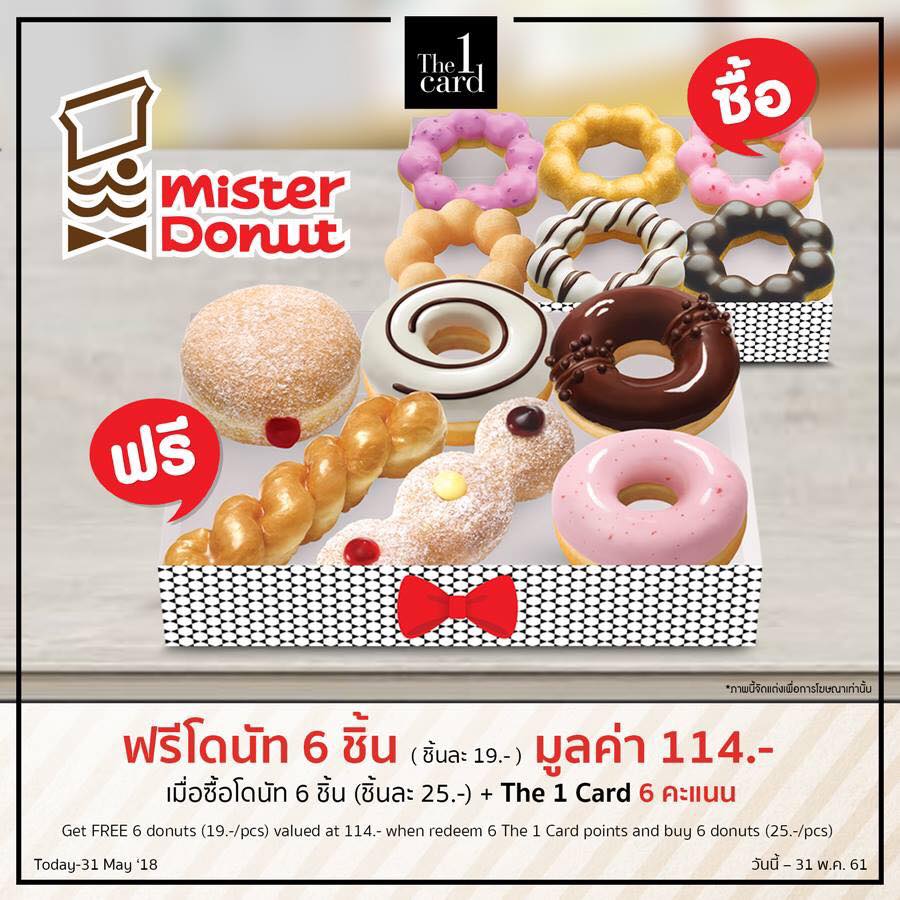 The 1
card
ซื้อ
mister
Donut
ฟรี
*ภาพนี้จัดแต่งเพื่อการโฆษณาเท่านั้น
ฟรีโดนัท 6 ชิ้น ( ชิ้นละ 19.- ) มูลค่า 114.-
เมื่อซื้อโดนัท 6 ชิ้น (ชิ้นละ 25.-) + The 1 Card 6 คะแนน
Get FREE 6 donuts (19.-/pcs) valued at 114.- when redeem 6 The 1 Card points and buy 6 donuts (25.-/pcs)
Today-31 May ‘18
วันนี้ – 31 พ.ค. 61